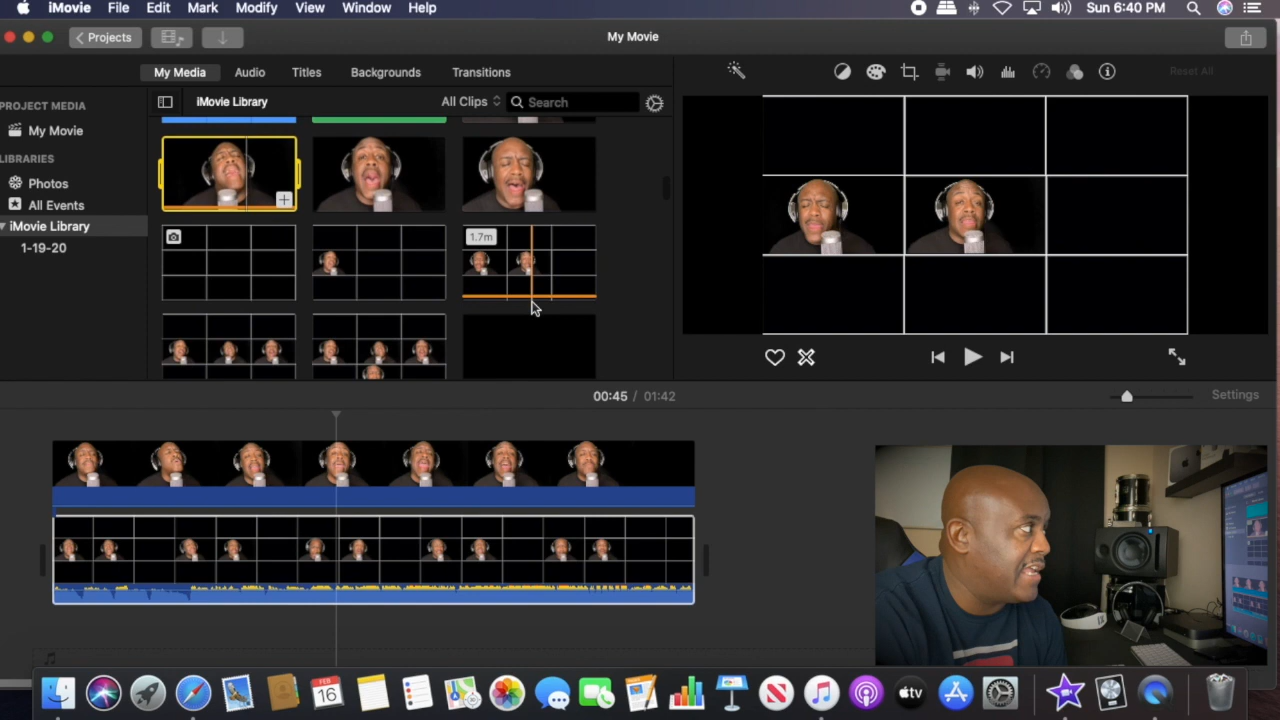 iMovie File Edit Mark Modify View Window Help
Sun 6:40 PM
Projects
My Movie
My Media Audio Titles Backgrounds Transitions
Reset All
PROJECT MEDIA
My Movie
LIBRARIES
Photos
All Events
iMovie Library
1-19-20
iMovie Library
All Clips
Search
1.7m
00:45 / 01:42
Settings
FEB
16
tv